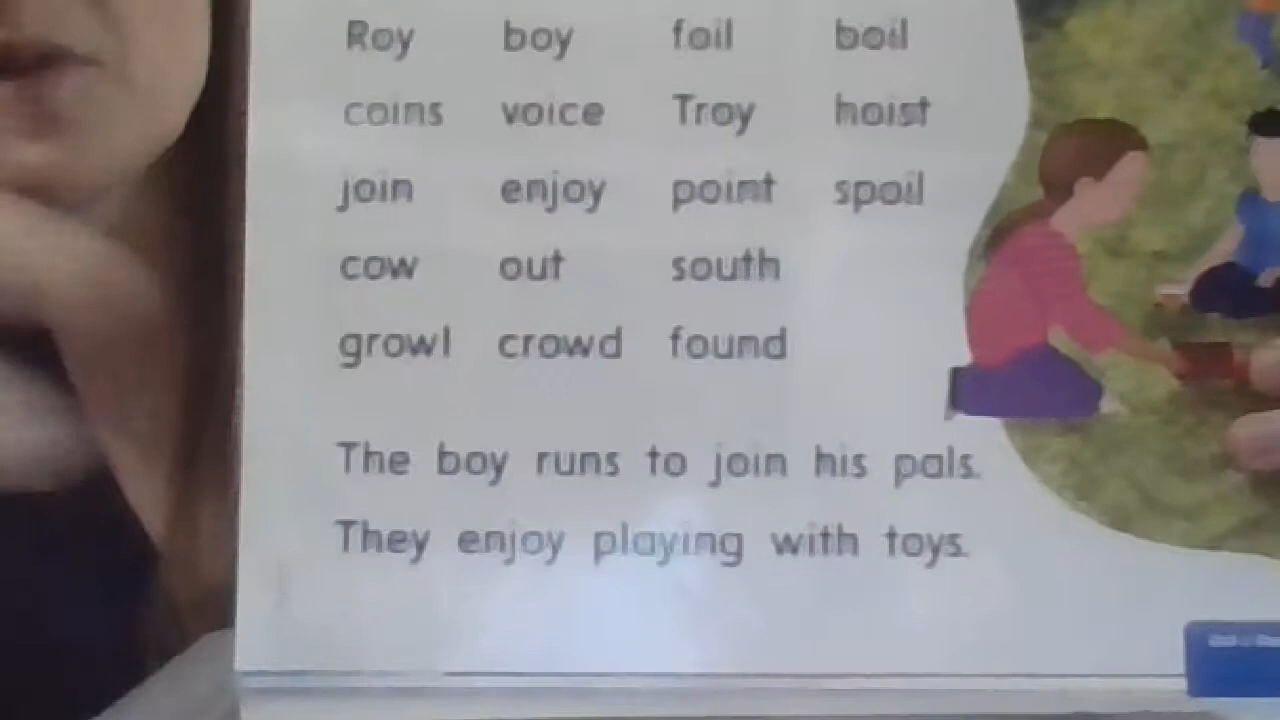 Roy boy foil boil
coins voice Troy hoist
join enjoy point spoil
cow out south
growl crowd found
The boy runs to join his pals.
They enjoy playing with toys.